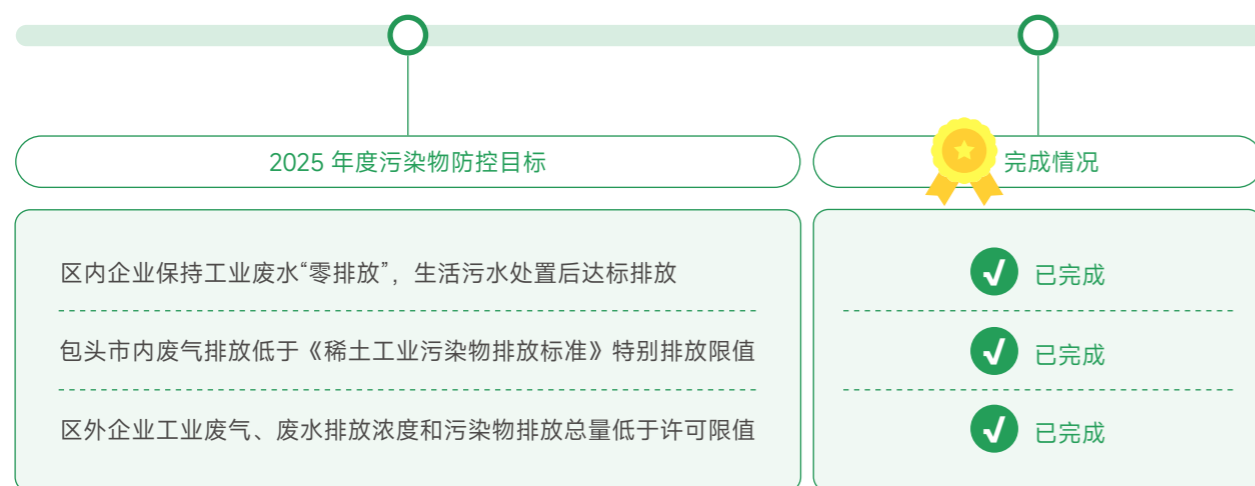 2025 年度污染物防控目标
完成情况
区内企业保持工业废水“零排放”，生活污水处置后达标排放
已完成
包头市内废气排放低于《稀土工业污染物排放标准》特别排放限值
已完成
区外企业工业废气、废水排放浓度和污染物排放总量低于许可限值
已完成